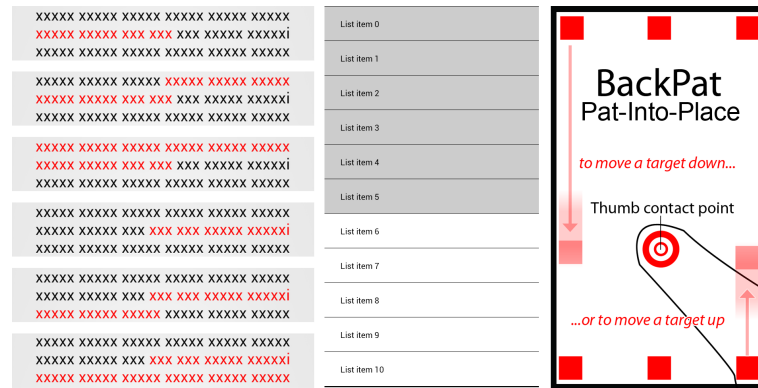 xxxxx xxxxx xxxxx xxxxx xxxxx xxxxx
xxxxx xxxxx xxx xxx xxx xxxxx xxxxxi
xxxxx xxxxx xxxxx xxxxx xxxxx xxxxx
xxxxx xxxxx xxxxx xxxxx xxxxx xxxxx
xxxxx xxxxx xxx xxx xxx xxxxx xxxxxi
xxxxx xxxxx xxxxx xxxxx xxxxx xxxxx
xxxxx xxxxx xxxxx xxxxx xxxxx xxxxx
xxxxx xxxxx xxx xxx xxx xxxxx xxxxxi
xxxxx xxxxx xxxxx xxxxx xxxxx xxxxx
xxxxx xxxxx xxxxx xxxxx xxxxx xxxxx
xxxxx xxxxx xxx xxx xxx xxxxx xxxxxi
xxxxx xxxxx xxxxx xxxxx xxxxx xxxxx
xxxxx xxxxx xxxxx xxxxx xxxxx xxxxx
xxxxx xxxxx xxx xxx xxx xxxxx xxxxxi
xxxxx xxxxx xxxxx xxxxx xxxxx xxxxx
xxxxx xxxxx xxxxx xxxxx xxxxx xxxxx
xxxxx xxxxx xxx xxx xxx xxxxx xxxxxi
xxxxx xxxxx xxxxx xxxxx xxxxx xxxxx
List item 0
List item 1
List item 2
List item 3
List item 4
List item 5
List item 6
List item 7
List item 8
List item 9
List item 10
BackPat
Pat-Into-Place
to move a target down...
Thumb contact point
...or to move a target up